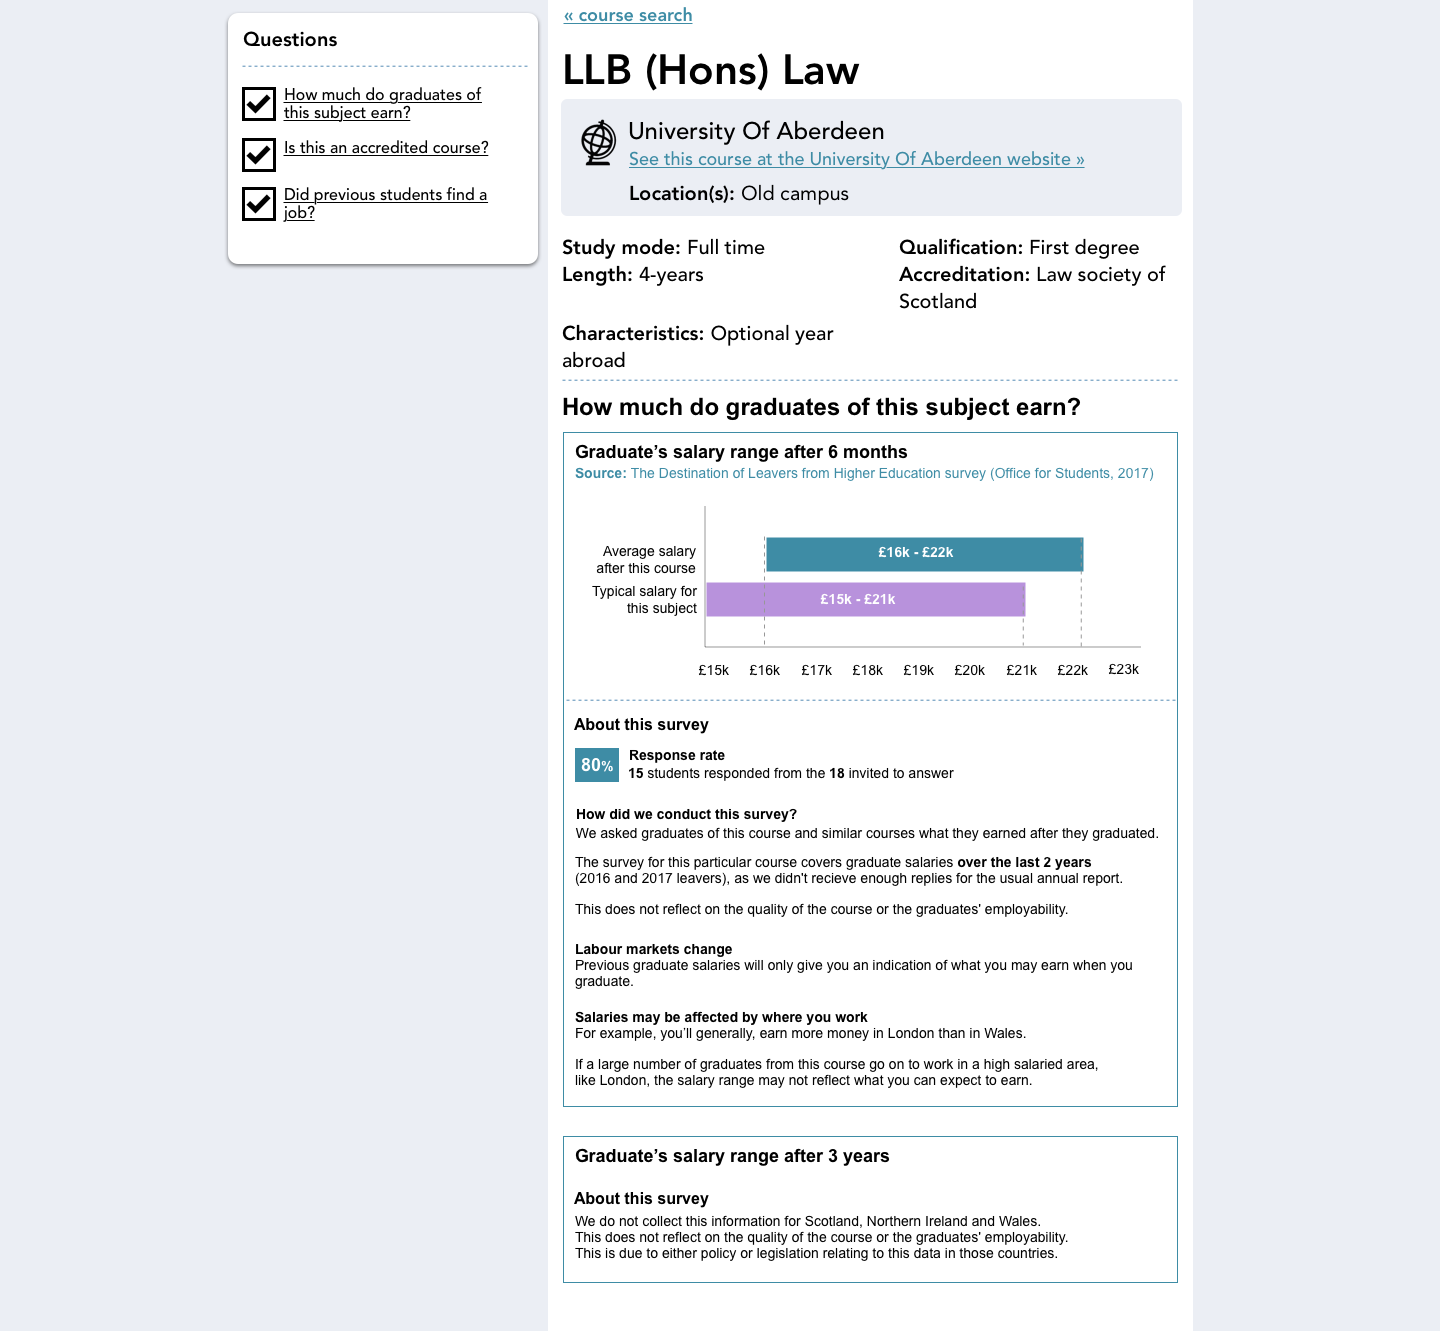 Questions
How much do graduates of
this subject earn?
Is this an accredited course?
Did previous students find a
job?
« course search
LLB (Hons) Law
University Of Aberdeen
See this course at the University Of Aberdeen website »
Location(s): Old campus
Study mode: Full time
Length: 4-years
Qualification: First degree
Accreditation: Law society of
Scotland
Characteristics: Optional year
abroad
How much do graduates of this subject earn?
Graduate’s salary range after 6 months
Source: The Destination of Leavers from Higher Education survey (Office for Students, 2017)
Average salary
after this course
£16k - £22k
Typical salary for
this subject
£15k - £21k
£15k £16k £17k £18k £19k £20k £21k £22k £23k
About this survey
80%
Response rate
15 students responded from the 18 invited to answer
How did we conduct this survey?
We asked graduates of this course and similar courses what they earned after they graduated.
The survey for this particular course covers graduate salaries over the last 2 years
(2016 and 2017 leavers), as we didn't recieve enough replies for the usual annual report.
This does not reflect on the quality of the course or the graduates' employability.
Labour markets change
Previous graduate salaries will only give you an indication of what you may earn when you
graduate.
Salaries may be affected by where you work
For example, you’ll generally, earn more money in London than in Wales.
If a large number of graduates from this course go on to work in a high salaried area,
like London, the salary range may not reflect what you can expect to earn.
Graduate’s salary range after 3 years
About this survey
We do not collect this information for Scotland, Northern Ireland and Wales.
This does not reflect on the quality of the course or the graduates' employability.
This is due to either policy or legislation relating to this data in those countries.